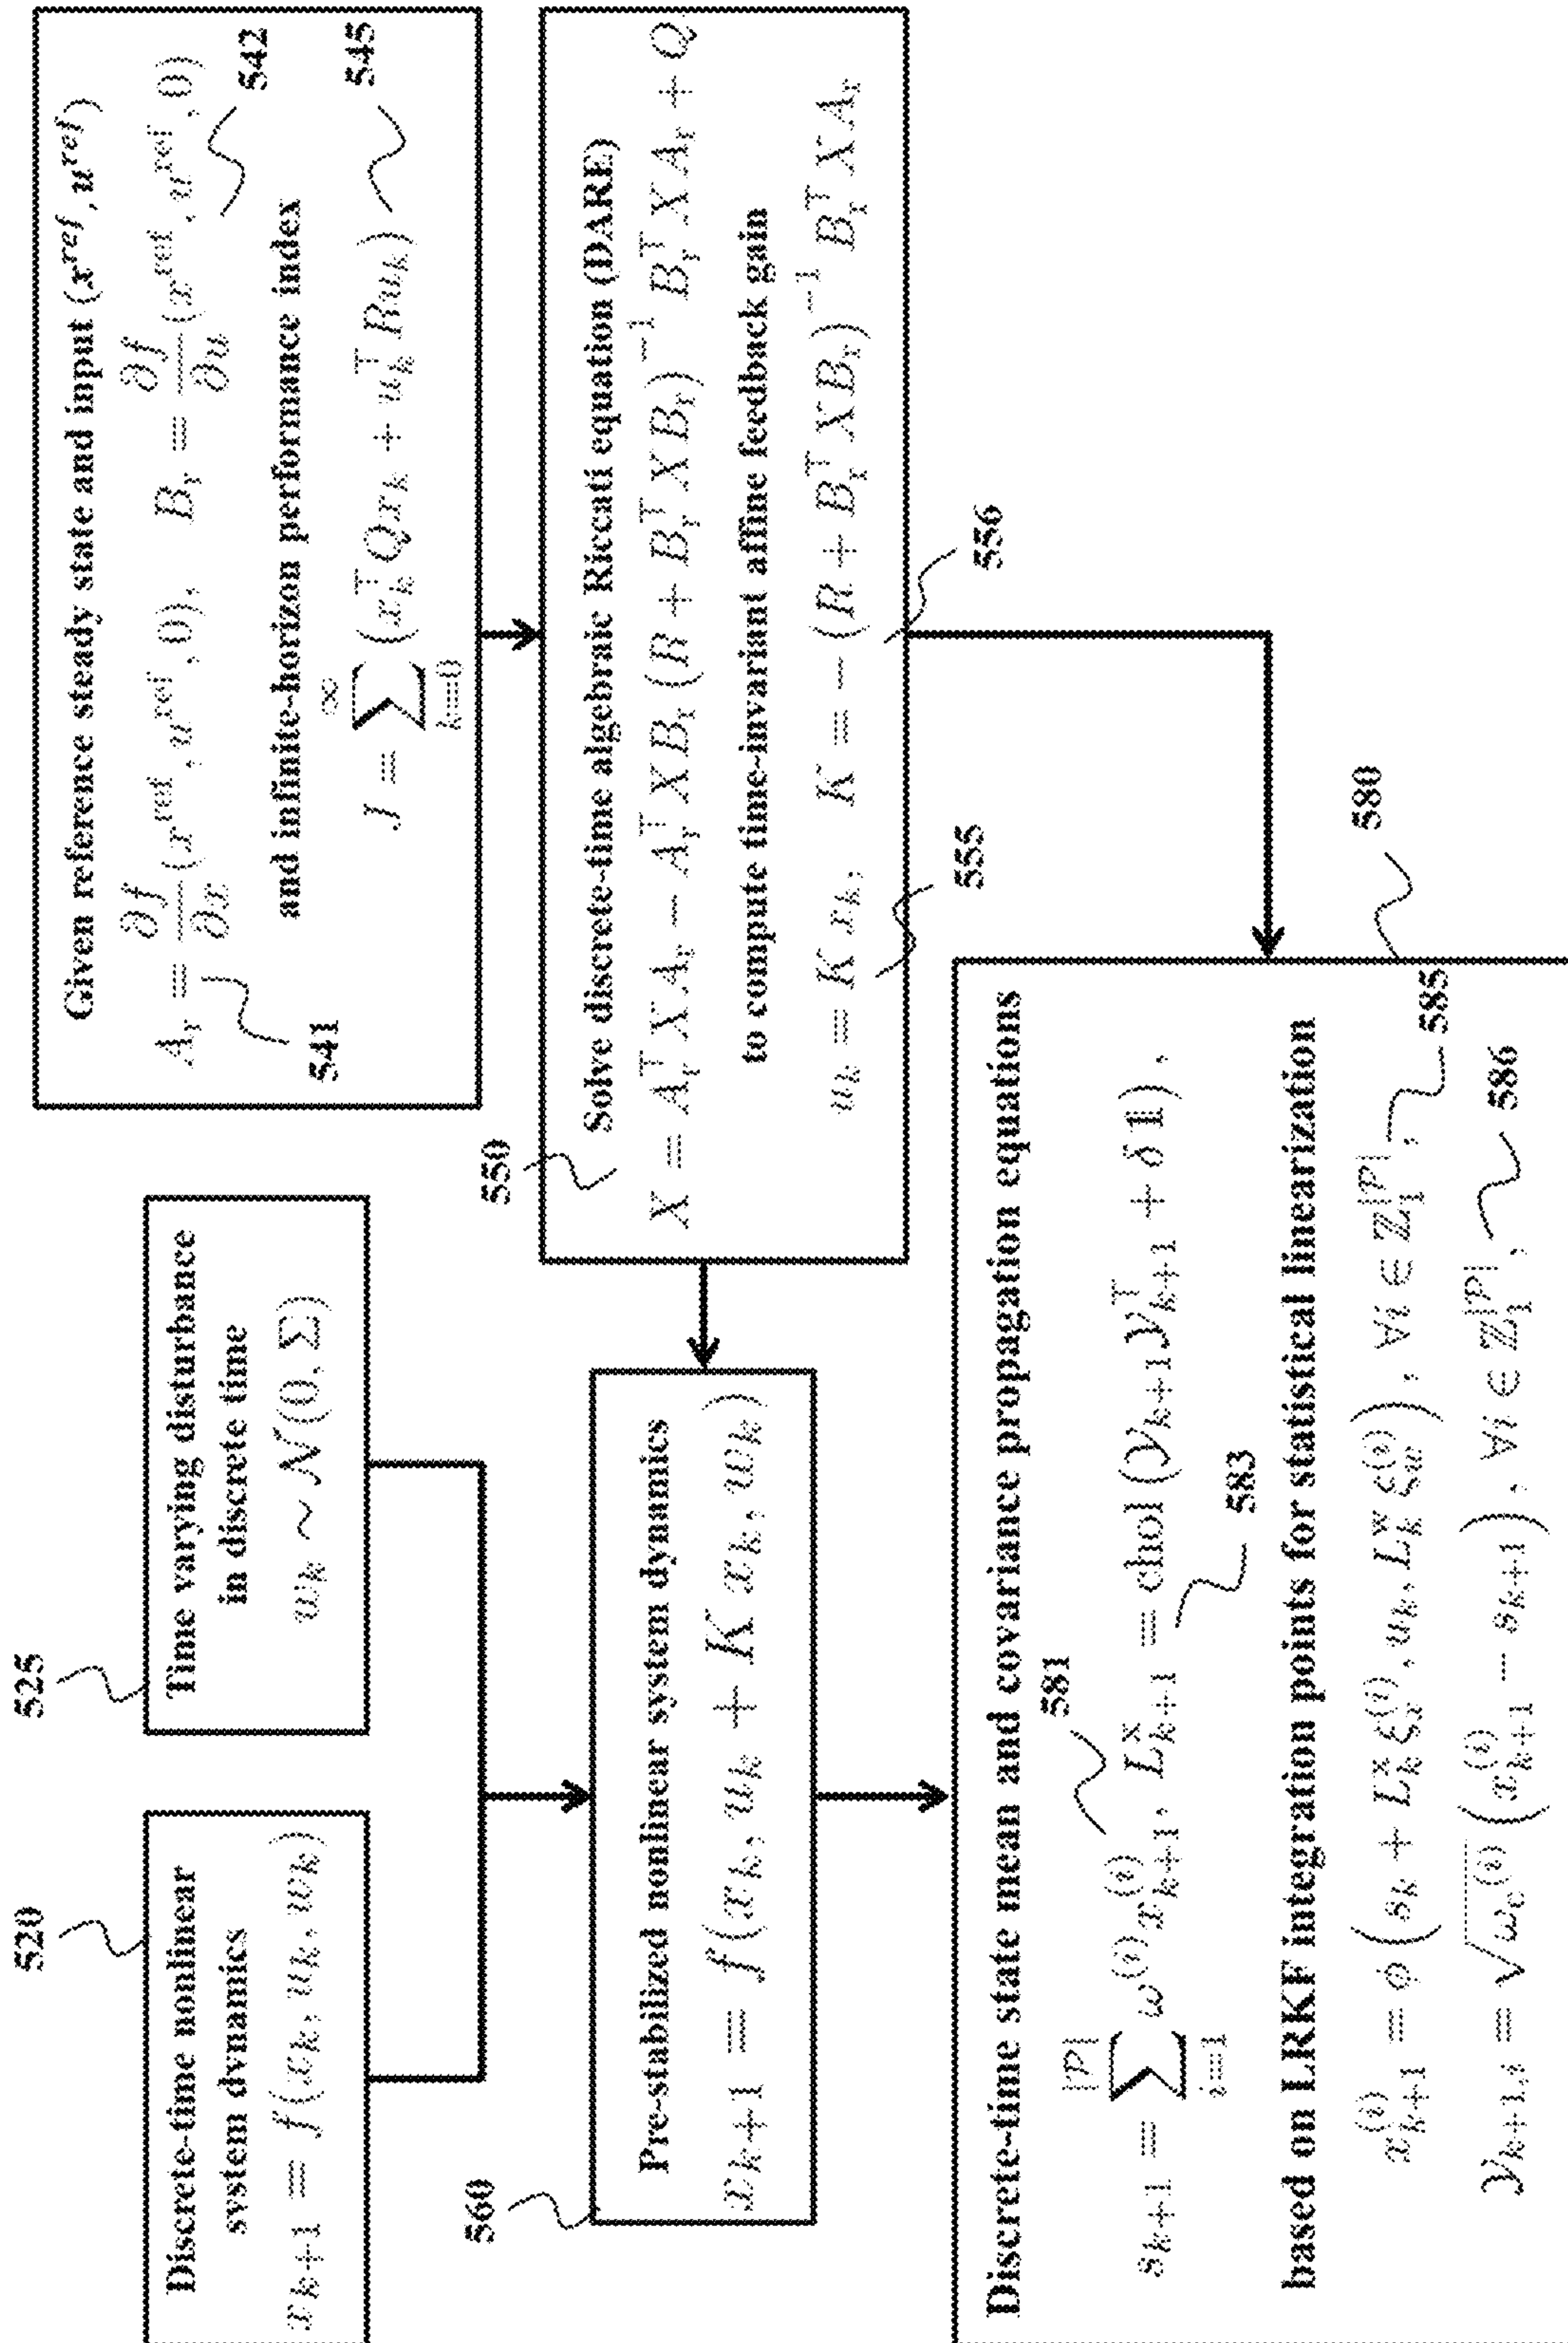 520
Discrete-time nonlinear
system dynamics
x_{k+1} = f(x_k, u_k, w_k)
525
Time varying disturbance
in discrete time
w_k ∼ 𝒩(0, Σ)
Given reference steady state and input (x^{ref}, u^{ref})
A_r = ∂f/∂x (x^{ref}, u^{ref}, 0), B_r = ∂f/∂u (x^{ref}, u^{ref}, 0)
541
542
and infinite-horizon performance index
J = ∑_{k=0}^{∞} (x_k^T Q x_k + u_k^T R u_k)
545
550
Solve discrete-time algebraic Riccati equation (DARE)
X = A_r^T X A_r − A_r^T X B_r (R + B_r^T X B_r)^{−1} B_r^T X A_r + Q
to compute time-invariant affine feedback gain
u_k = K x_k, K = − (R + B_r^T X B_r)^{−1} B_r^T X A_r
555
556
560
Pre-stabilized nonlinear system dynamics
x_{k+1} = f(x_k, u_k + K x_k, w_k)
580
Discrete-time state mean and covariance propagation equations
581
s_{k+1} = ∑_{i=1}^{|𝒫|} ω^{(i)} x_{k+1}^{(i)}, L_{k+1}^x = chol (𝒴_{k+1} 𝒴_{k+1}^T + δ 𝟙),
583
based on LRKF integration points for statistical linearization
x_{k+1}^{(i)} = ϕ (s_k + L_k^x ξ_x^{(i)}, u_k, L_k^w ξ_w^{(i)}), ∀i ∈ ℤ_1^{|𝒫|},
585
𝒴_{k+1,i} = √ω_c^{(i)} (x_{k+1}^{(i)} − s_{k+1}), ∀i ∈ ℤ_1^{|𝒫|},
586